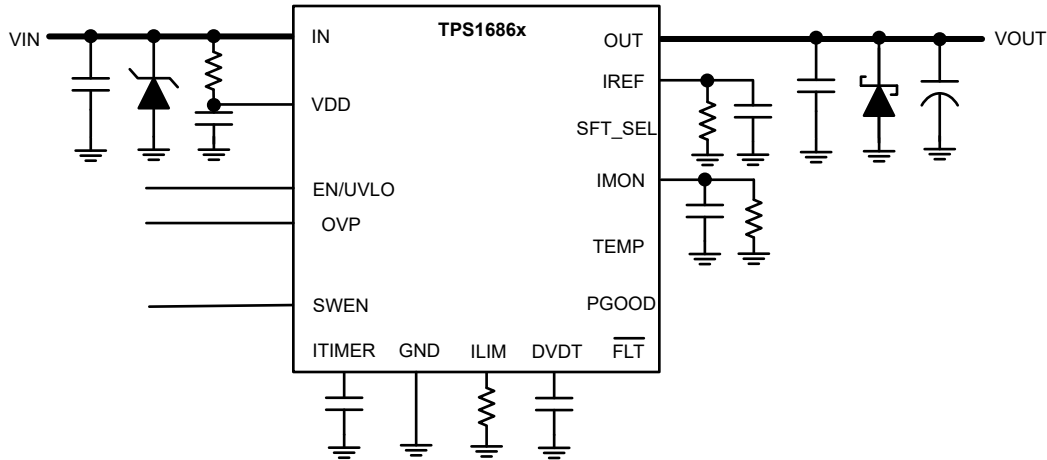 TPS1686x
VIN
IN
OUT
VOUT
IREF
VDD
SFT_SEL
IMON
EN/UVLO
OVP
TEMP
SWEN
PGOOD
ITIMER
GND
ILIM
DVDT
FLT